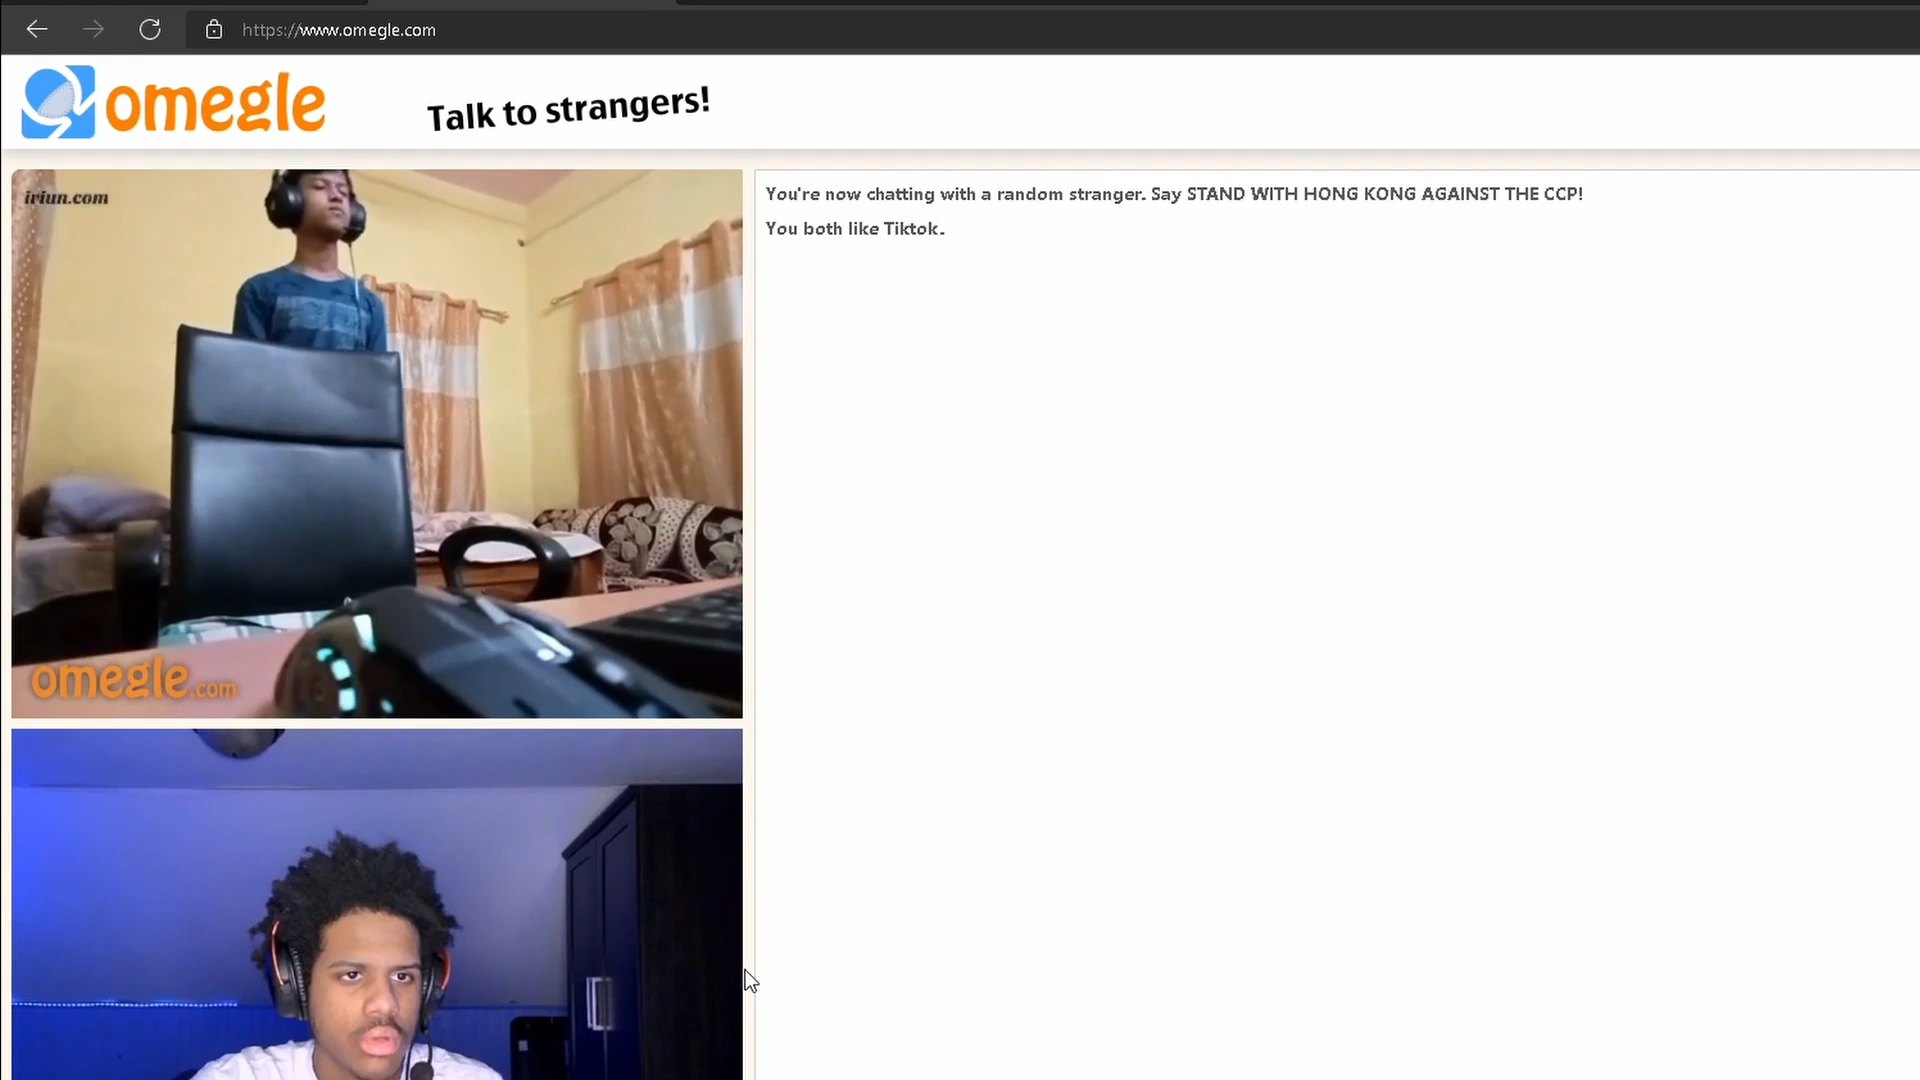 https://www.omegle.com
omegle
Talk to strangers!
iriun.com
You're now chatting with a random stranger. Say STAND WITH HONG KONG AGAINST THE CCP!
You both like Tiktok.
omegle.com